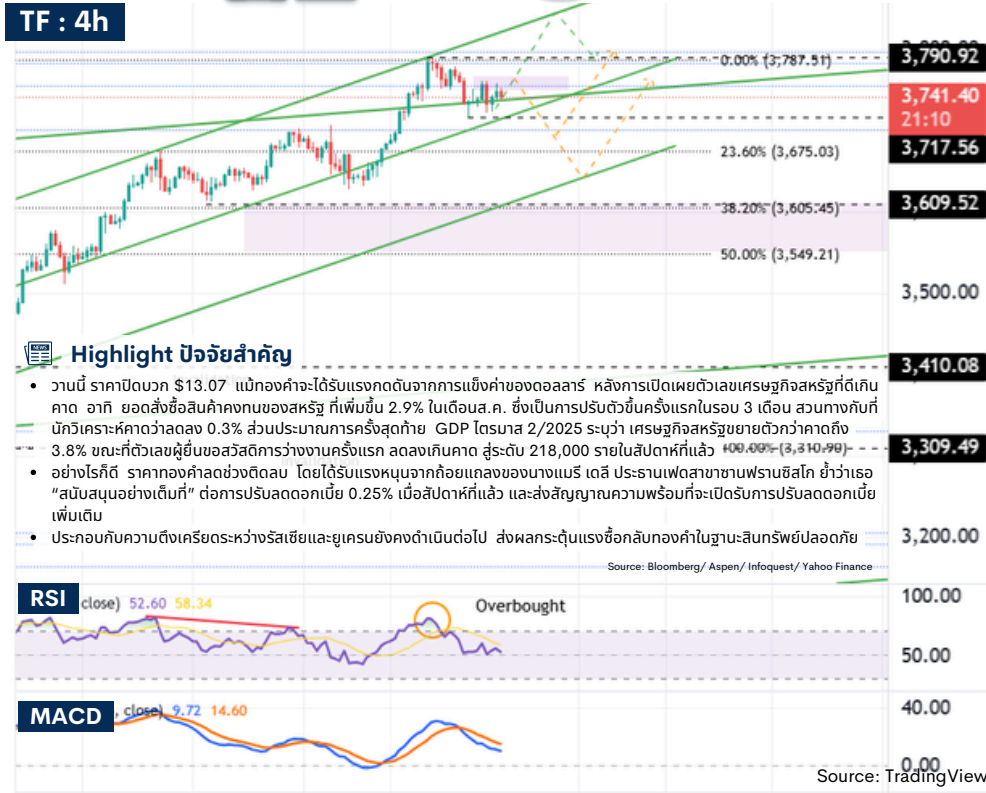 TF : 4h
3,790.92
0.00% (3,787.51)
3,741.40
21:10
3,717.56
23.60% (3,675.03)
3,609.52
38.20% (3,605.45)
50.00% (3,549.21)
3,500.00
Highlight ปัจจัยสำคัญ
3,410.08
• วานนี้ ราคาปิดบวก $13.07 แม้ทองคำจะได้รับแรงกดดันจากการแข็งค่าของดอลลาร์ หลังการเปิดเผยตัวเลขเศรษฐกิจสหรัฐที่ดีเกิน
คาด อาทิ ยอดสั่งซื้อสินค้าคงทนของสหรัฐ ที่เพิ่มขึ้น 2.9% ในเดือนส.ค. ซึ่งเป็นการปรับตัวขึ้นครั้งแรกในรอบ 3 เดือน สวนทางกับที่
นักวิเคราะห์คาดว่าลดลง 0.3% ส่วนประมาณการครั้งสุดท้าย GDP ไตรมาส 2/2025 ระบุว่า เศรษฐกิจสหรัฐขยายตัวกว่าคาดถึง
3.8% ขณะที่ตัวเลขผู้ยื่นขอสวัสดิการว่างงานครั้งแรก ลดลงเกินคาด สู่ระดับ 218,000 รายในสัปดาห์ที่แล้ว
100.00% (3,310.90)
3,309.49
• อย่างไรก็ดี ราคาทองคำลดช่วงติดลบ โดยได้รับแรงหนุนจากถ้อยแถลงของนางแมรี เดลี ประธานเฟดสาขาซานฟรานซิสโก ย้ำว่าเธอ
“สนับสนุนอย่างเต็มที่” ต่อการปรับลดดอกเบี้ย 0.25% เมื่อสัปดาห์ที่แล้ว และส่งสัญญาณความพร้อมที่จะเปิดรับการปรับลดดอกเบี้ย
เพิ่มเติม
• ประกอบกับความตึงเครียดระหว่างรัสเซียและยูเครนยังคงดำเนินต่อไป ส่งผลกระตุ้นแรงซื้อกลับทองคำในฐานะสินทรัพย์ปลอดภัย
3,200.00
Source: Bloomberg/ Aspen/ Infoquest/ Yahoo Finance
RSI
close) 52.60 58.34
Overbought
100.00
50.00
MACD
, close) 9.72 14.60
40.00
0.00
Source: TradingView